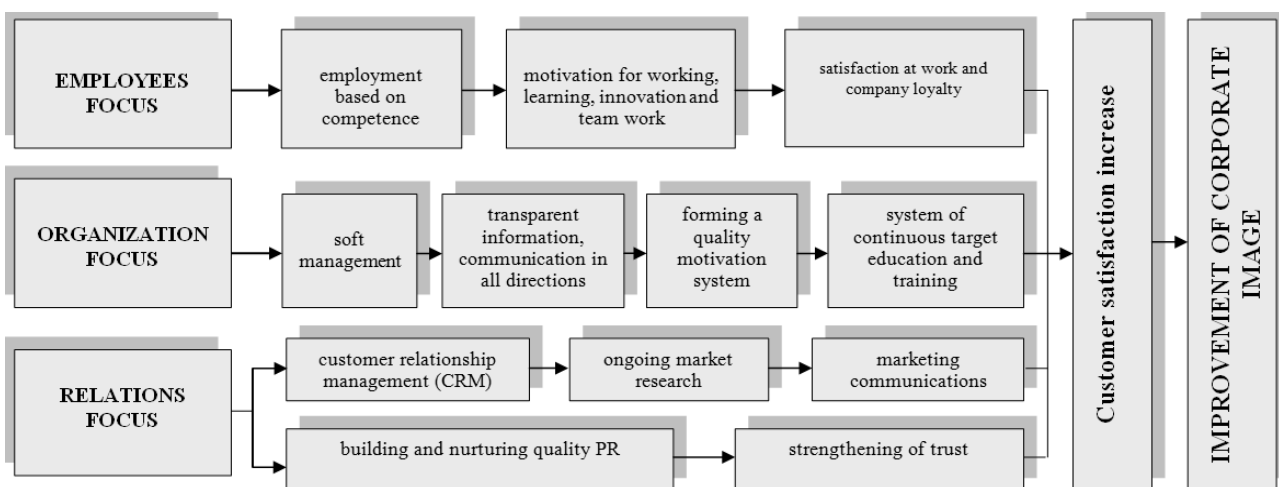 EMPLOYEES
FOCUS
employment
based on
competence
motivation for working,
learning, innovation and
team work
satisfaction at work and
company loyalty
ORGANIZATION
FOCUS
soft
management
transparent
information,
communication in
all directions
forming a
quality
motivation
system
system of
continuous target
education and
training
RELATIONS
FOCUS
customer relationship
management (CRM)
ongoing market
research
marketing
communications
building and nurturing quality PR
strengthening of trust
Customer satisfaction increase
IMPROVEMENT OF CORPORATE
IMAGE